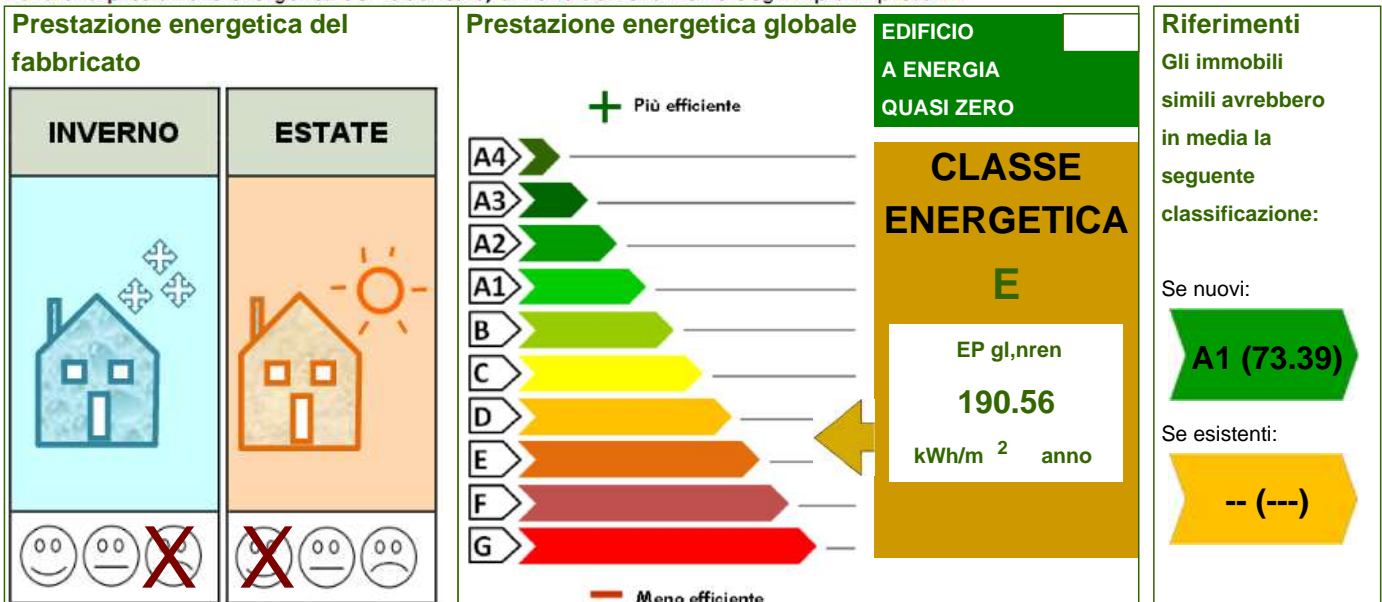 Prestazione energetica del
fabbricato
INVERNO
ESTATE
Prestazione energetica globale
Più efficiente
A4
A3
A2
A1
B
C
D
E
F
G
Meno efficiente
EDIFICIO
A ENERGIA
QUASI ZERO
CLASSE
ENERGETICA
E
EP gl,nren
190.56
kWh/m 2 anno
Riferimenti
Gli immobili
simili avrebbero
in media la
seguente
classificazione:
Se nuovi:
A1 (73.39)
Se esistenti:
-- (---)